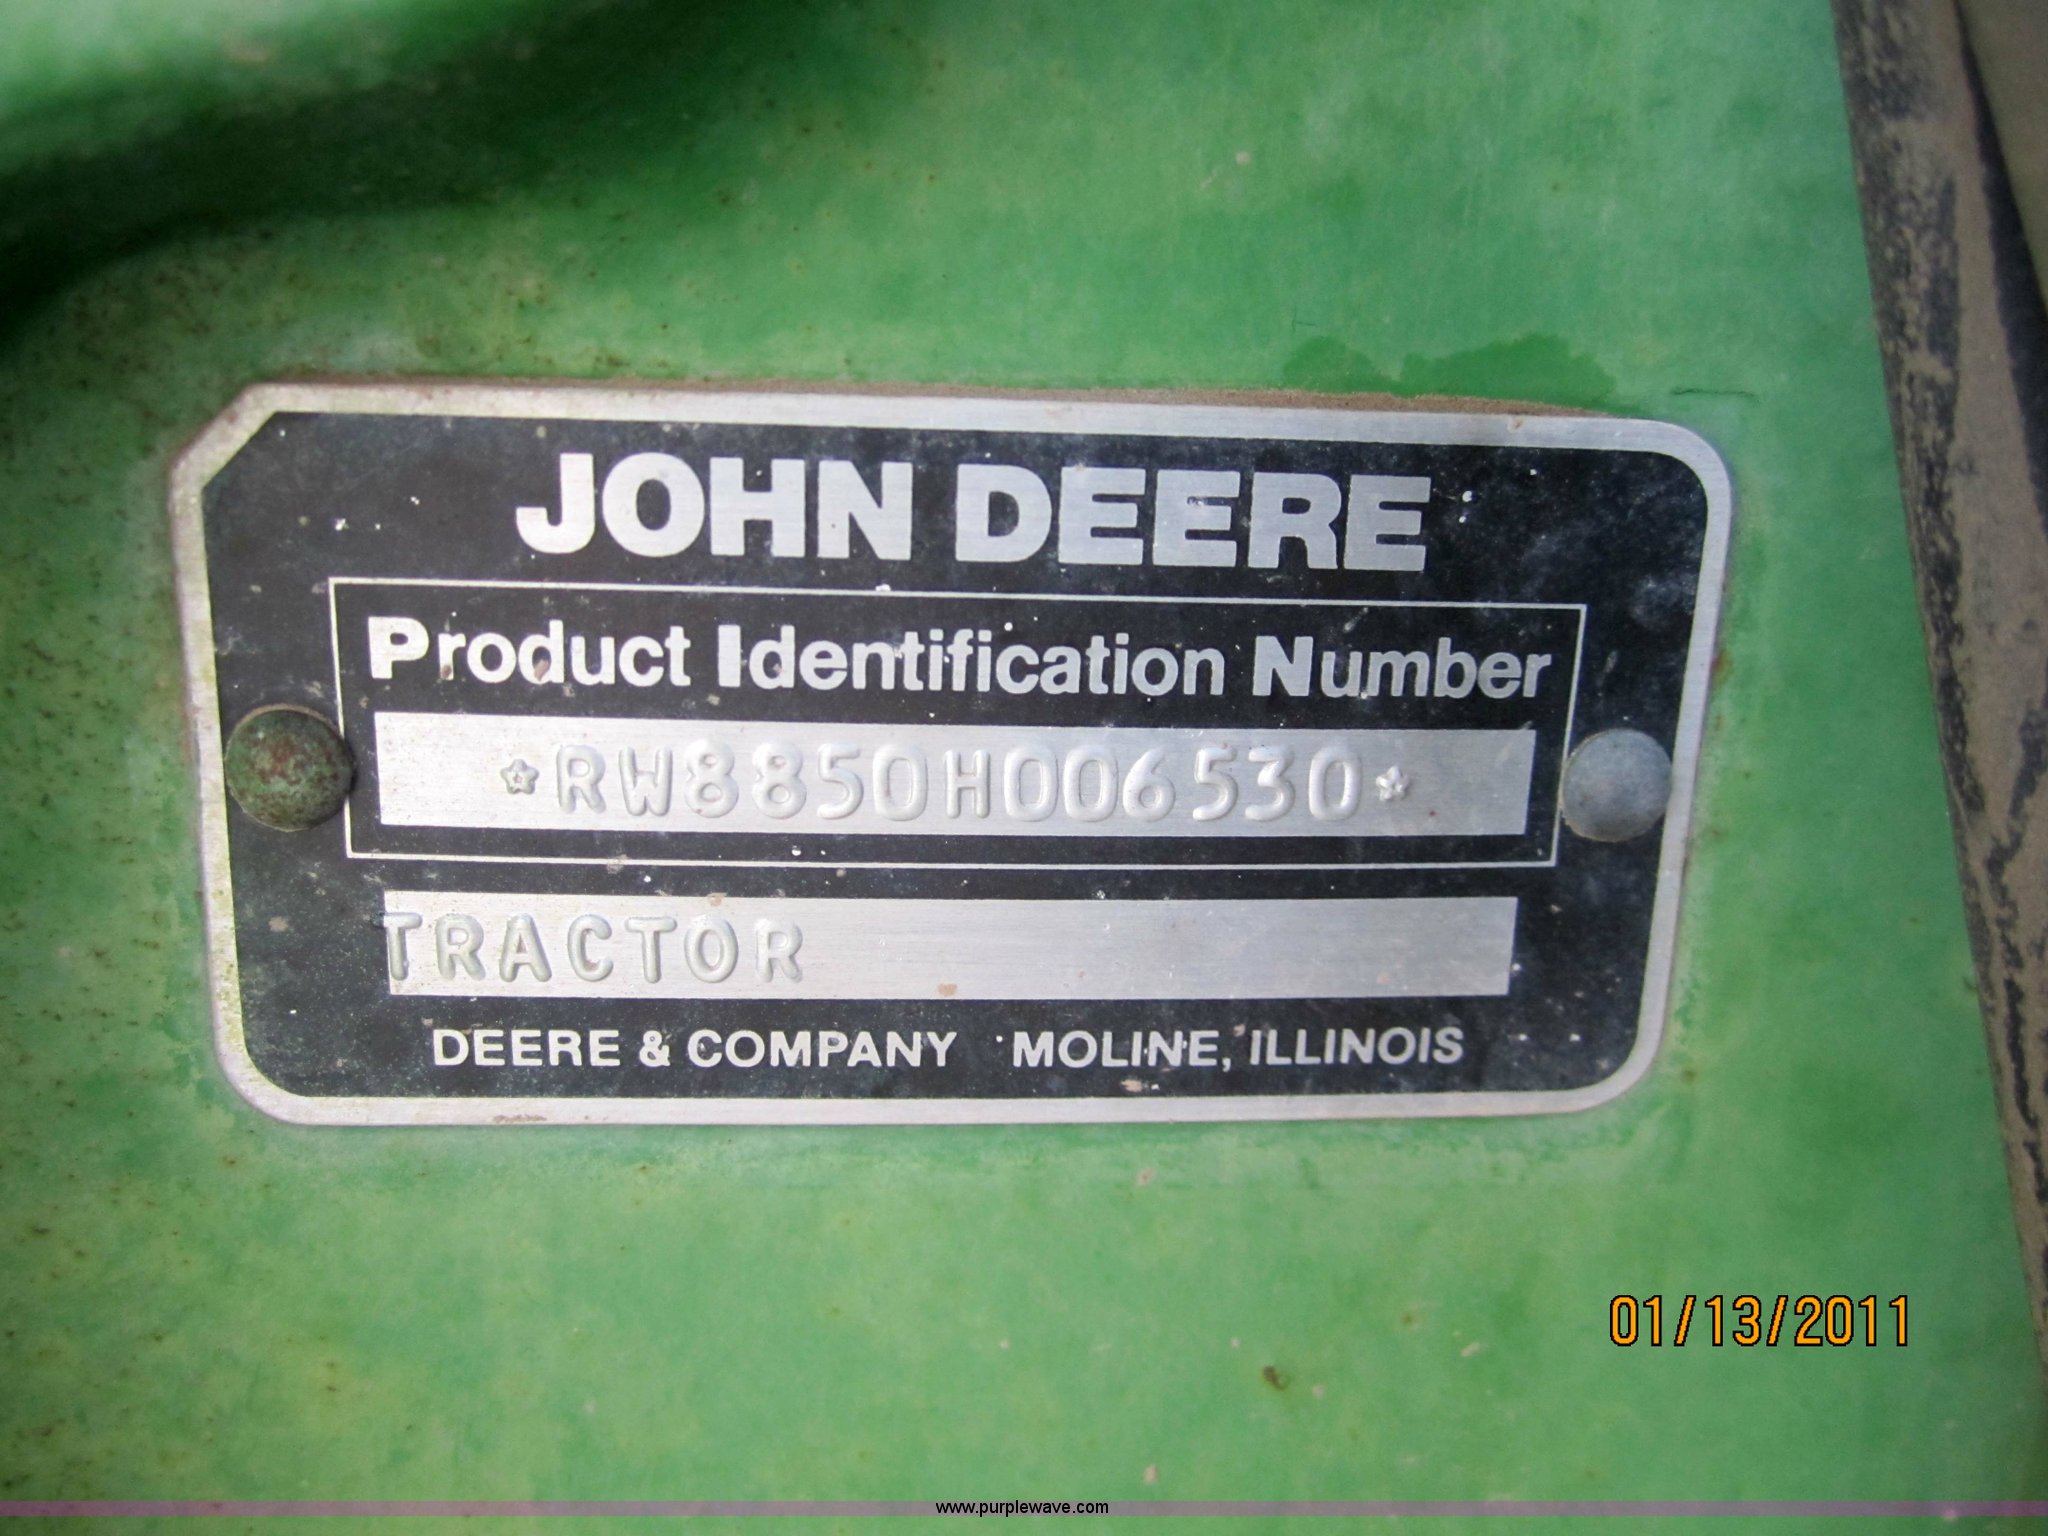 JOHN DEERE
Product Identification Number
*RW8850H006530*
TRACTOR
DEERE & COMPANY MOLINE, ILLINOIS
01/13/2011
www.purplewave.com